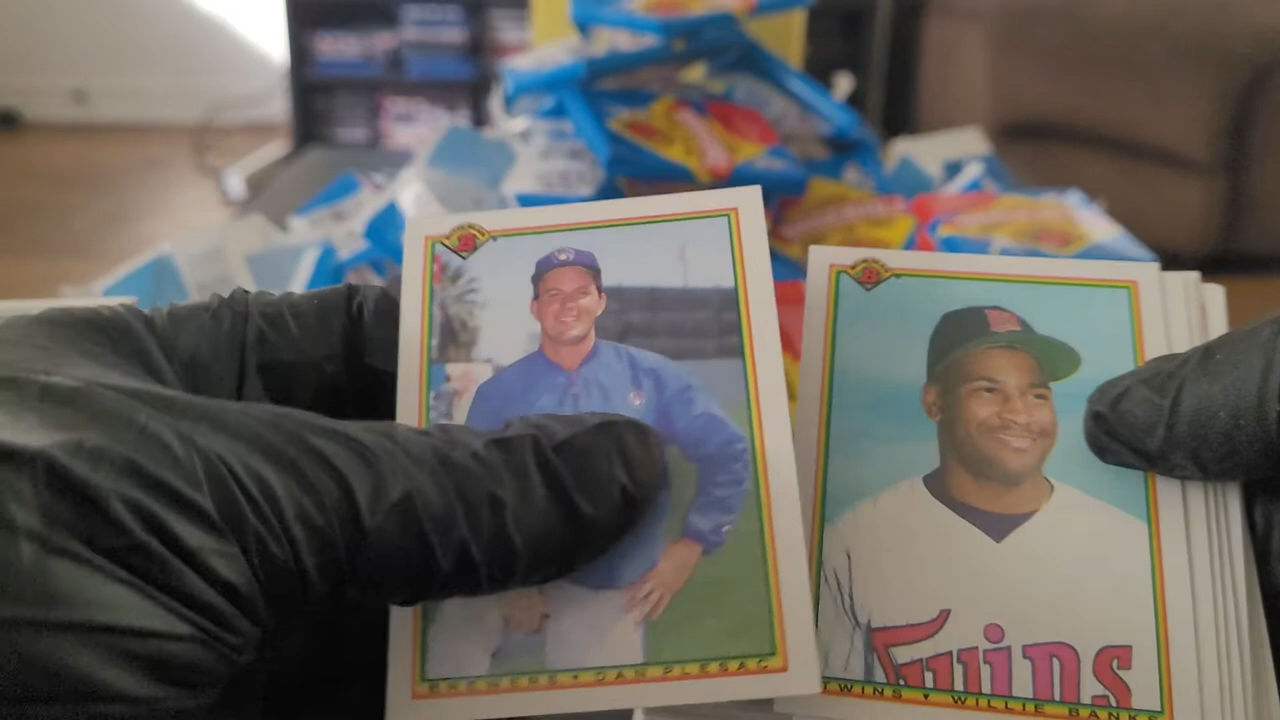 B
BREWERS • DAN PLESAC
B
Twins
TWINS ▼ WILLIE BANKS